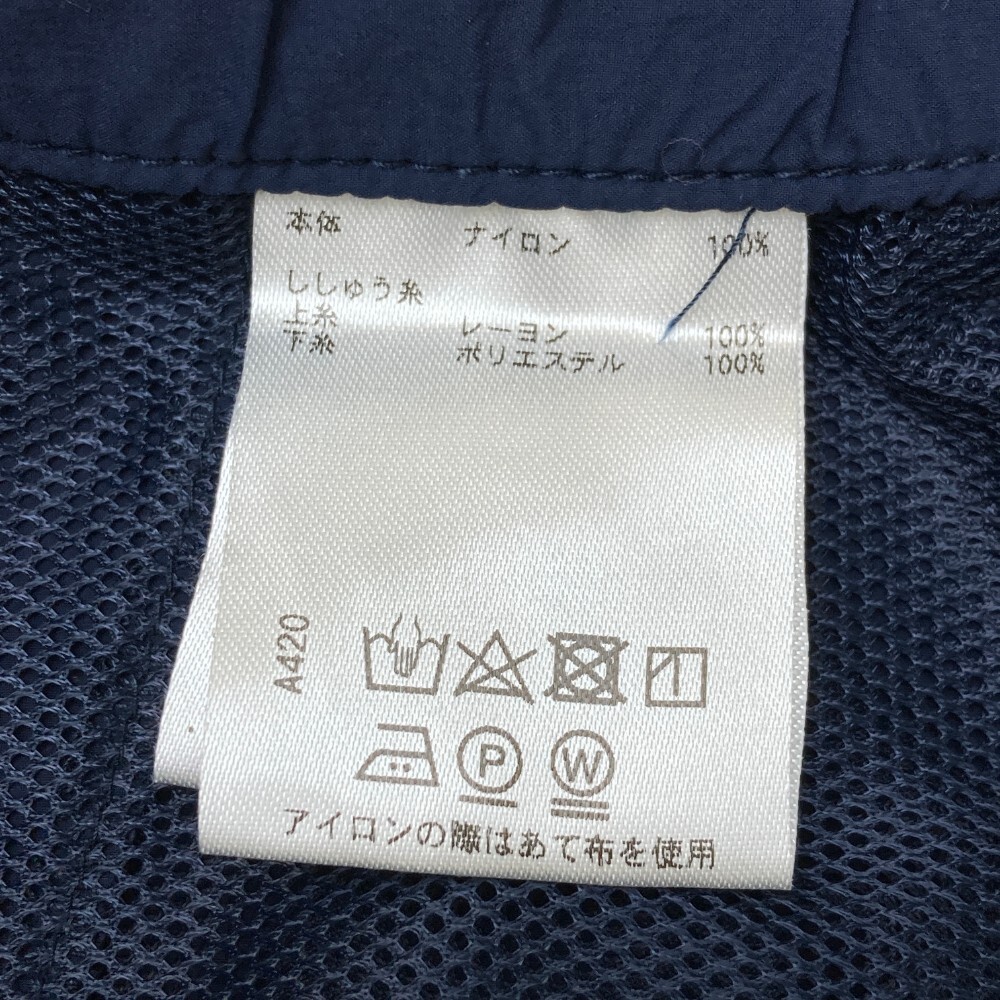 本体 ナイロン 100%
ししゅう糸
上糸 レーヨン 100%
下糸 ポリエステル 100%
A420
P W
アイロンの際はあて布を使用